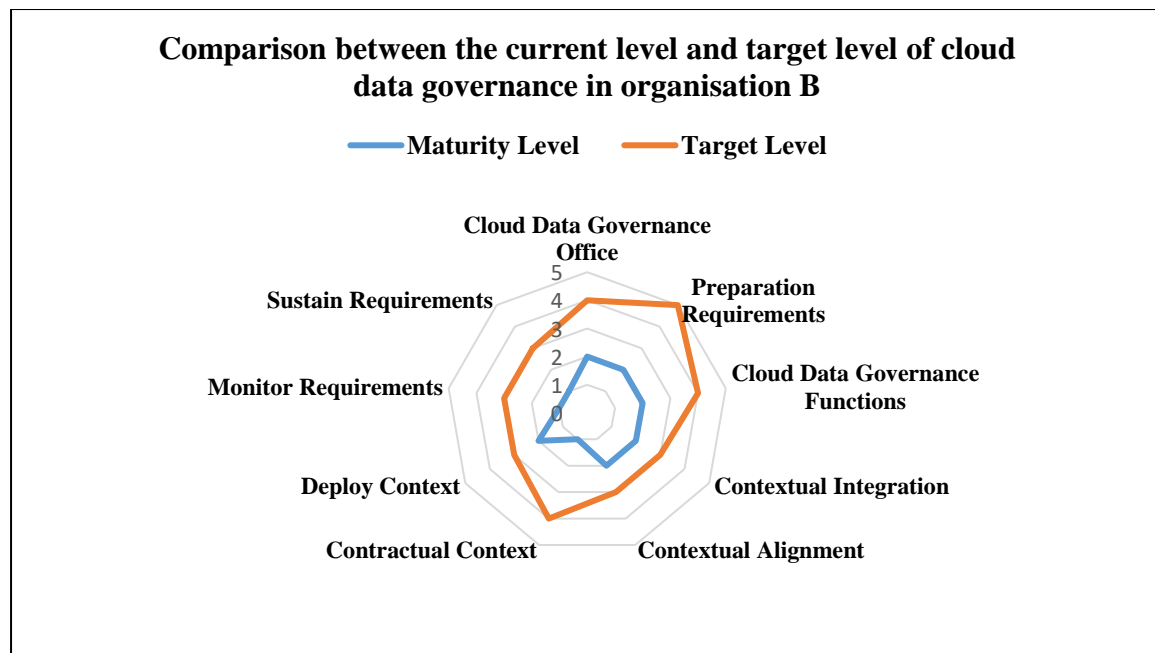 Comparison between the current level and target level of cloud
data governance in organisation B
Maturity Level
Target Level
Cloud Data Governance
Office
5
4
3
2
1
0
Preparation
Requirements
Cloud Data Governance
Functions
Contextual Integration
Contextual Alignment
Contractual Context
Deploy Context
Monitor Requirements
Sustain Requirements